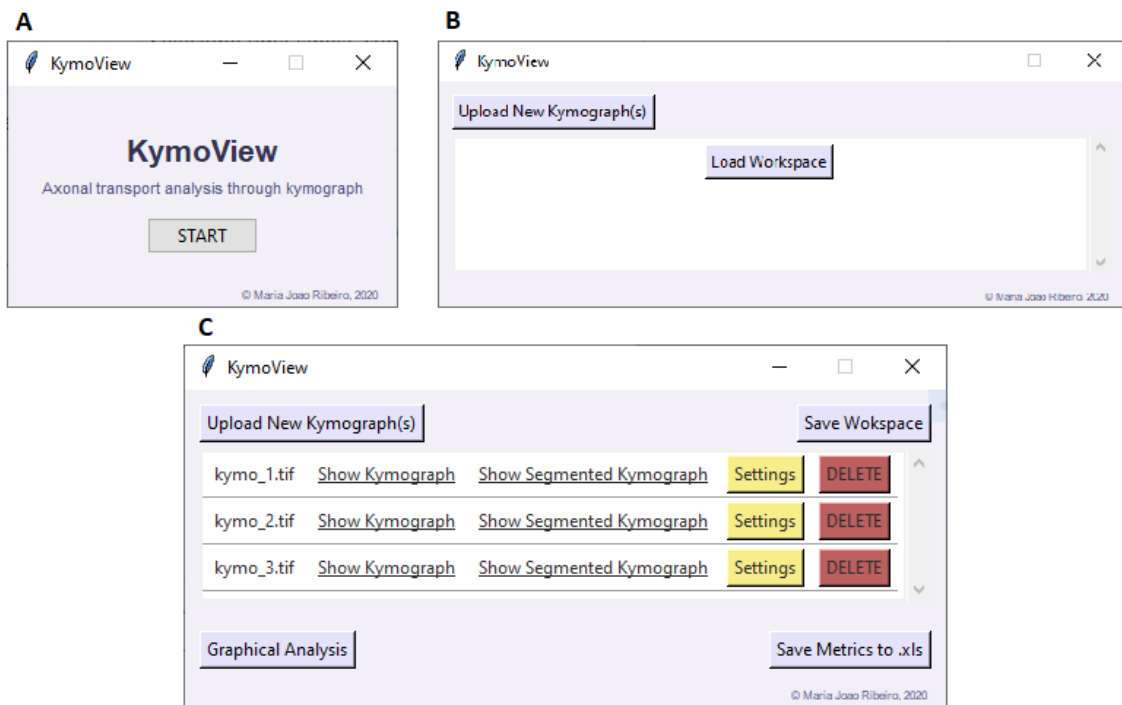 A
KymoView
KymoView
Axonal transport analysis through kymograph
START
© Maria Joao Ribeiro, 2020
B
KymoView
Upload New Kymograph(s)
Load Workspace
© Maria Joao Ribeiro, 2020
C
KymoView
Upload New Kymograph(s) Save Wokspace
kymo_1.tif Show Kymograph Show Segmented Kymograph Settings DELETE
kymo_2.tif Show Kymograph Show Segmented Kymograph Settings DELETE
kymo_3.tif Show Kymograph Show Segmented Kymograph Settings DELETE
Graphical Analysis Save Metrics to .xls
© Maria Joao Ribeiro, 2020